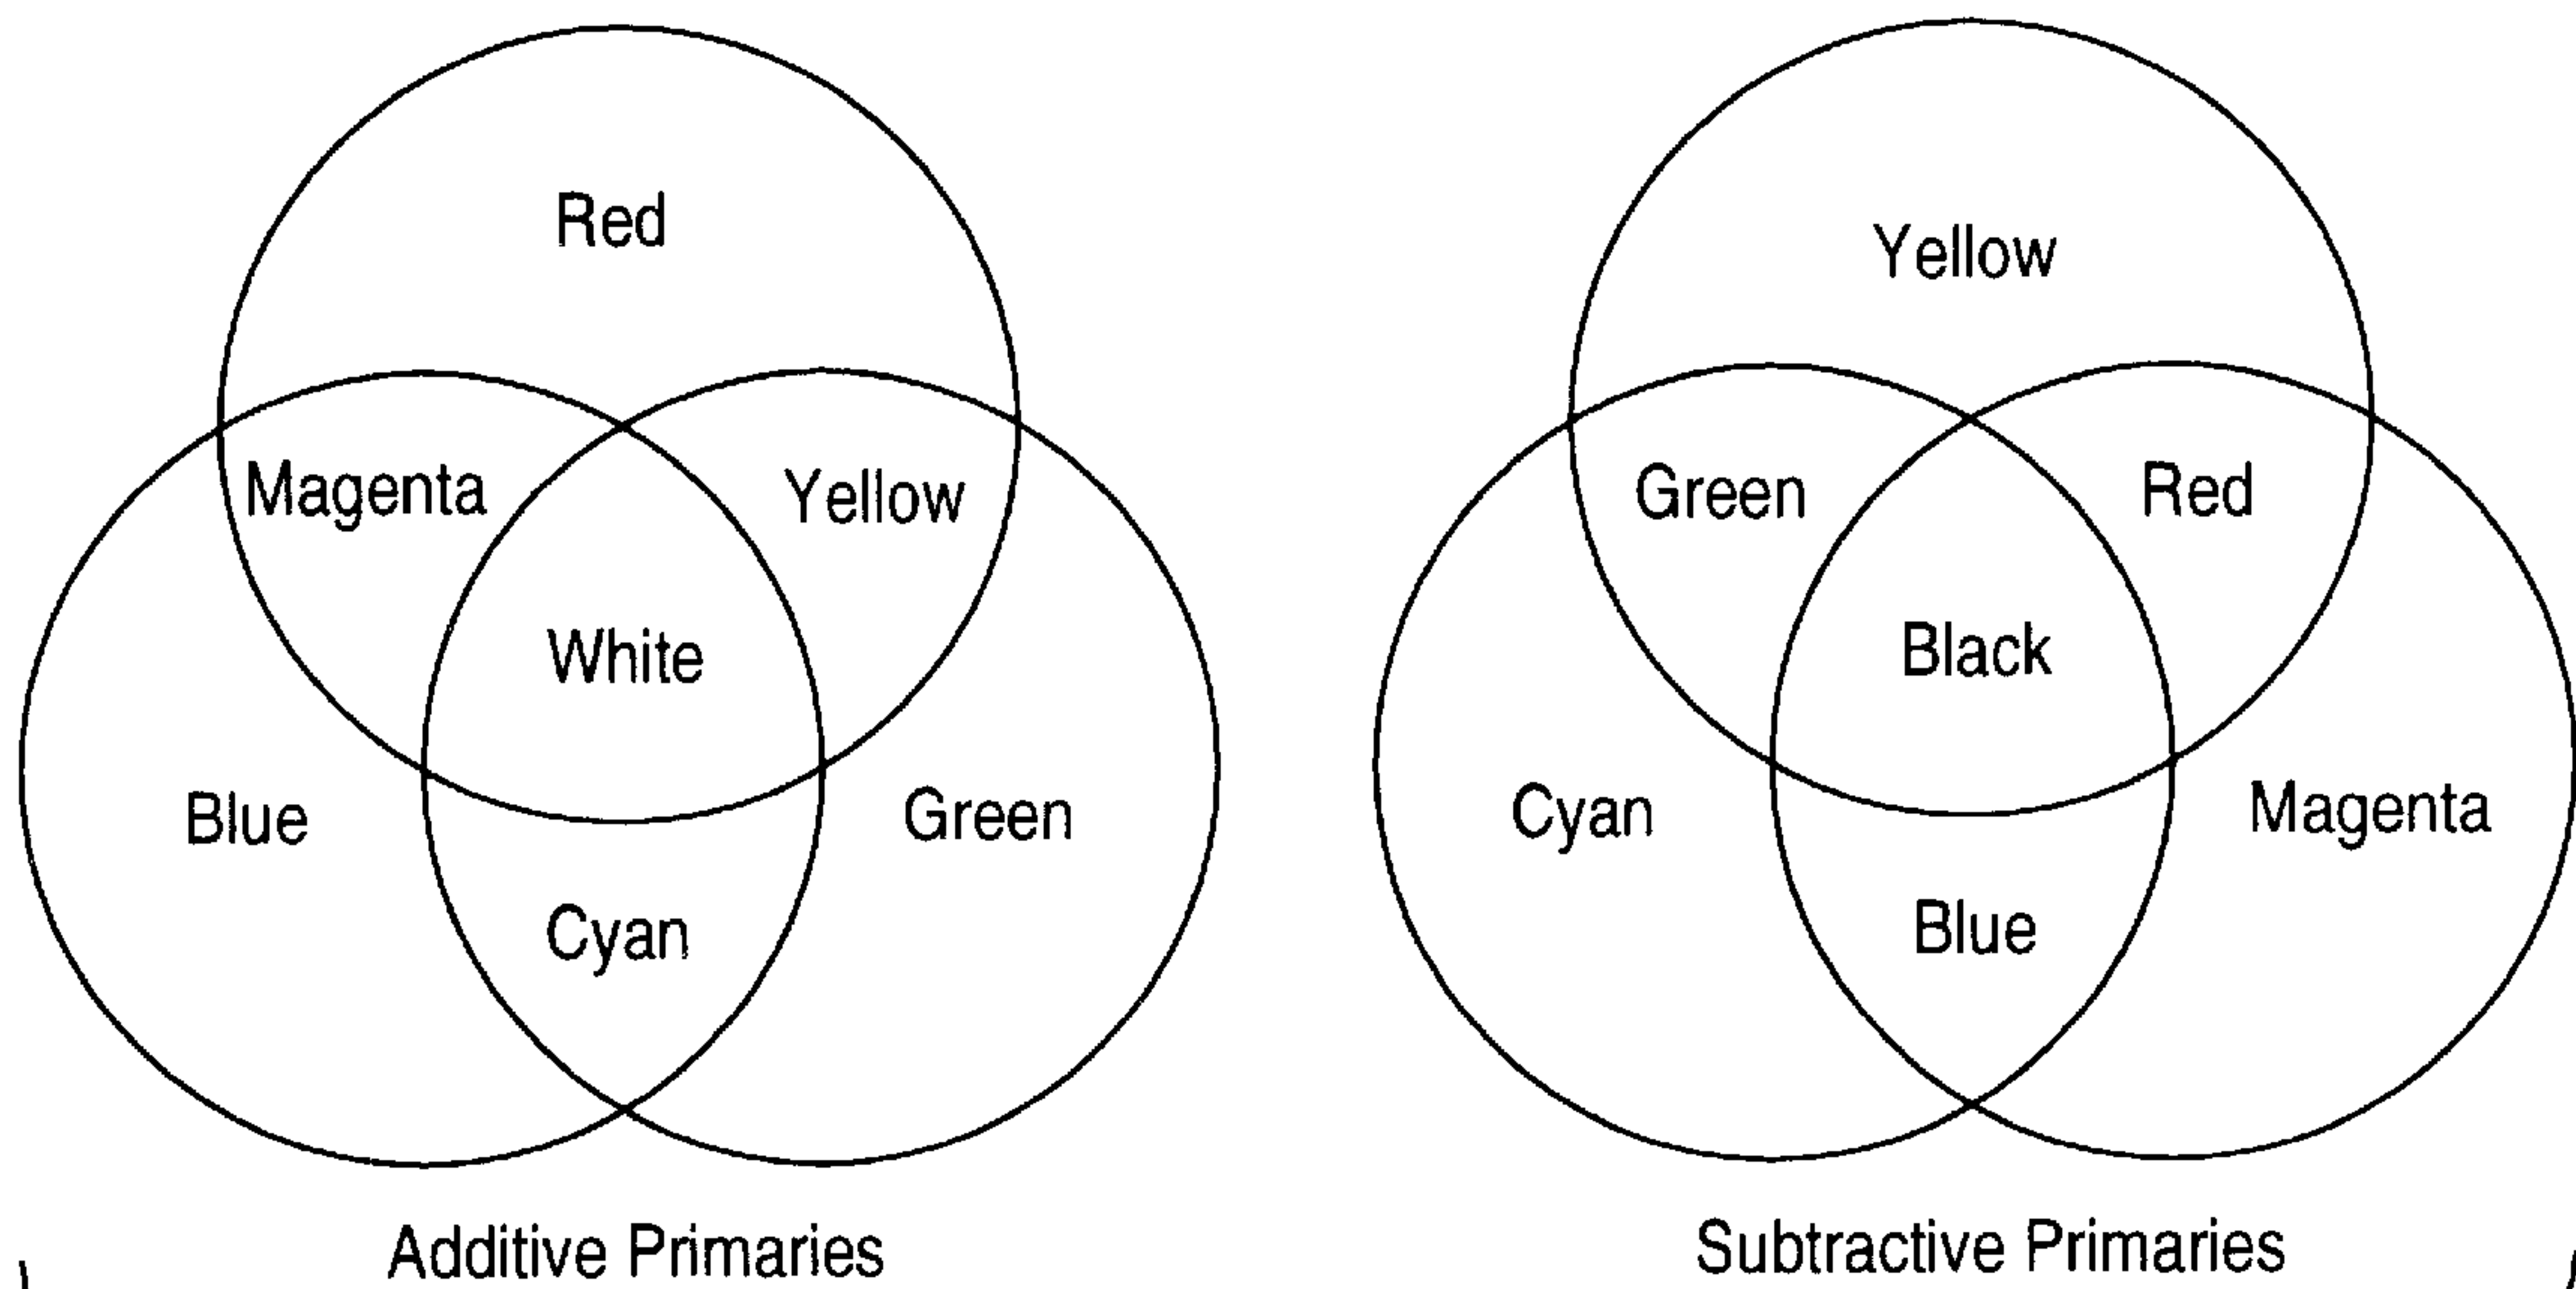 Red
Magenta
Yellow
White
Blue
Green
Cyan
Additive Primaries
Yellow
Green
Red
Black
Cyan
Magenta
Blue
Subtractive Primaries